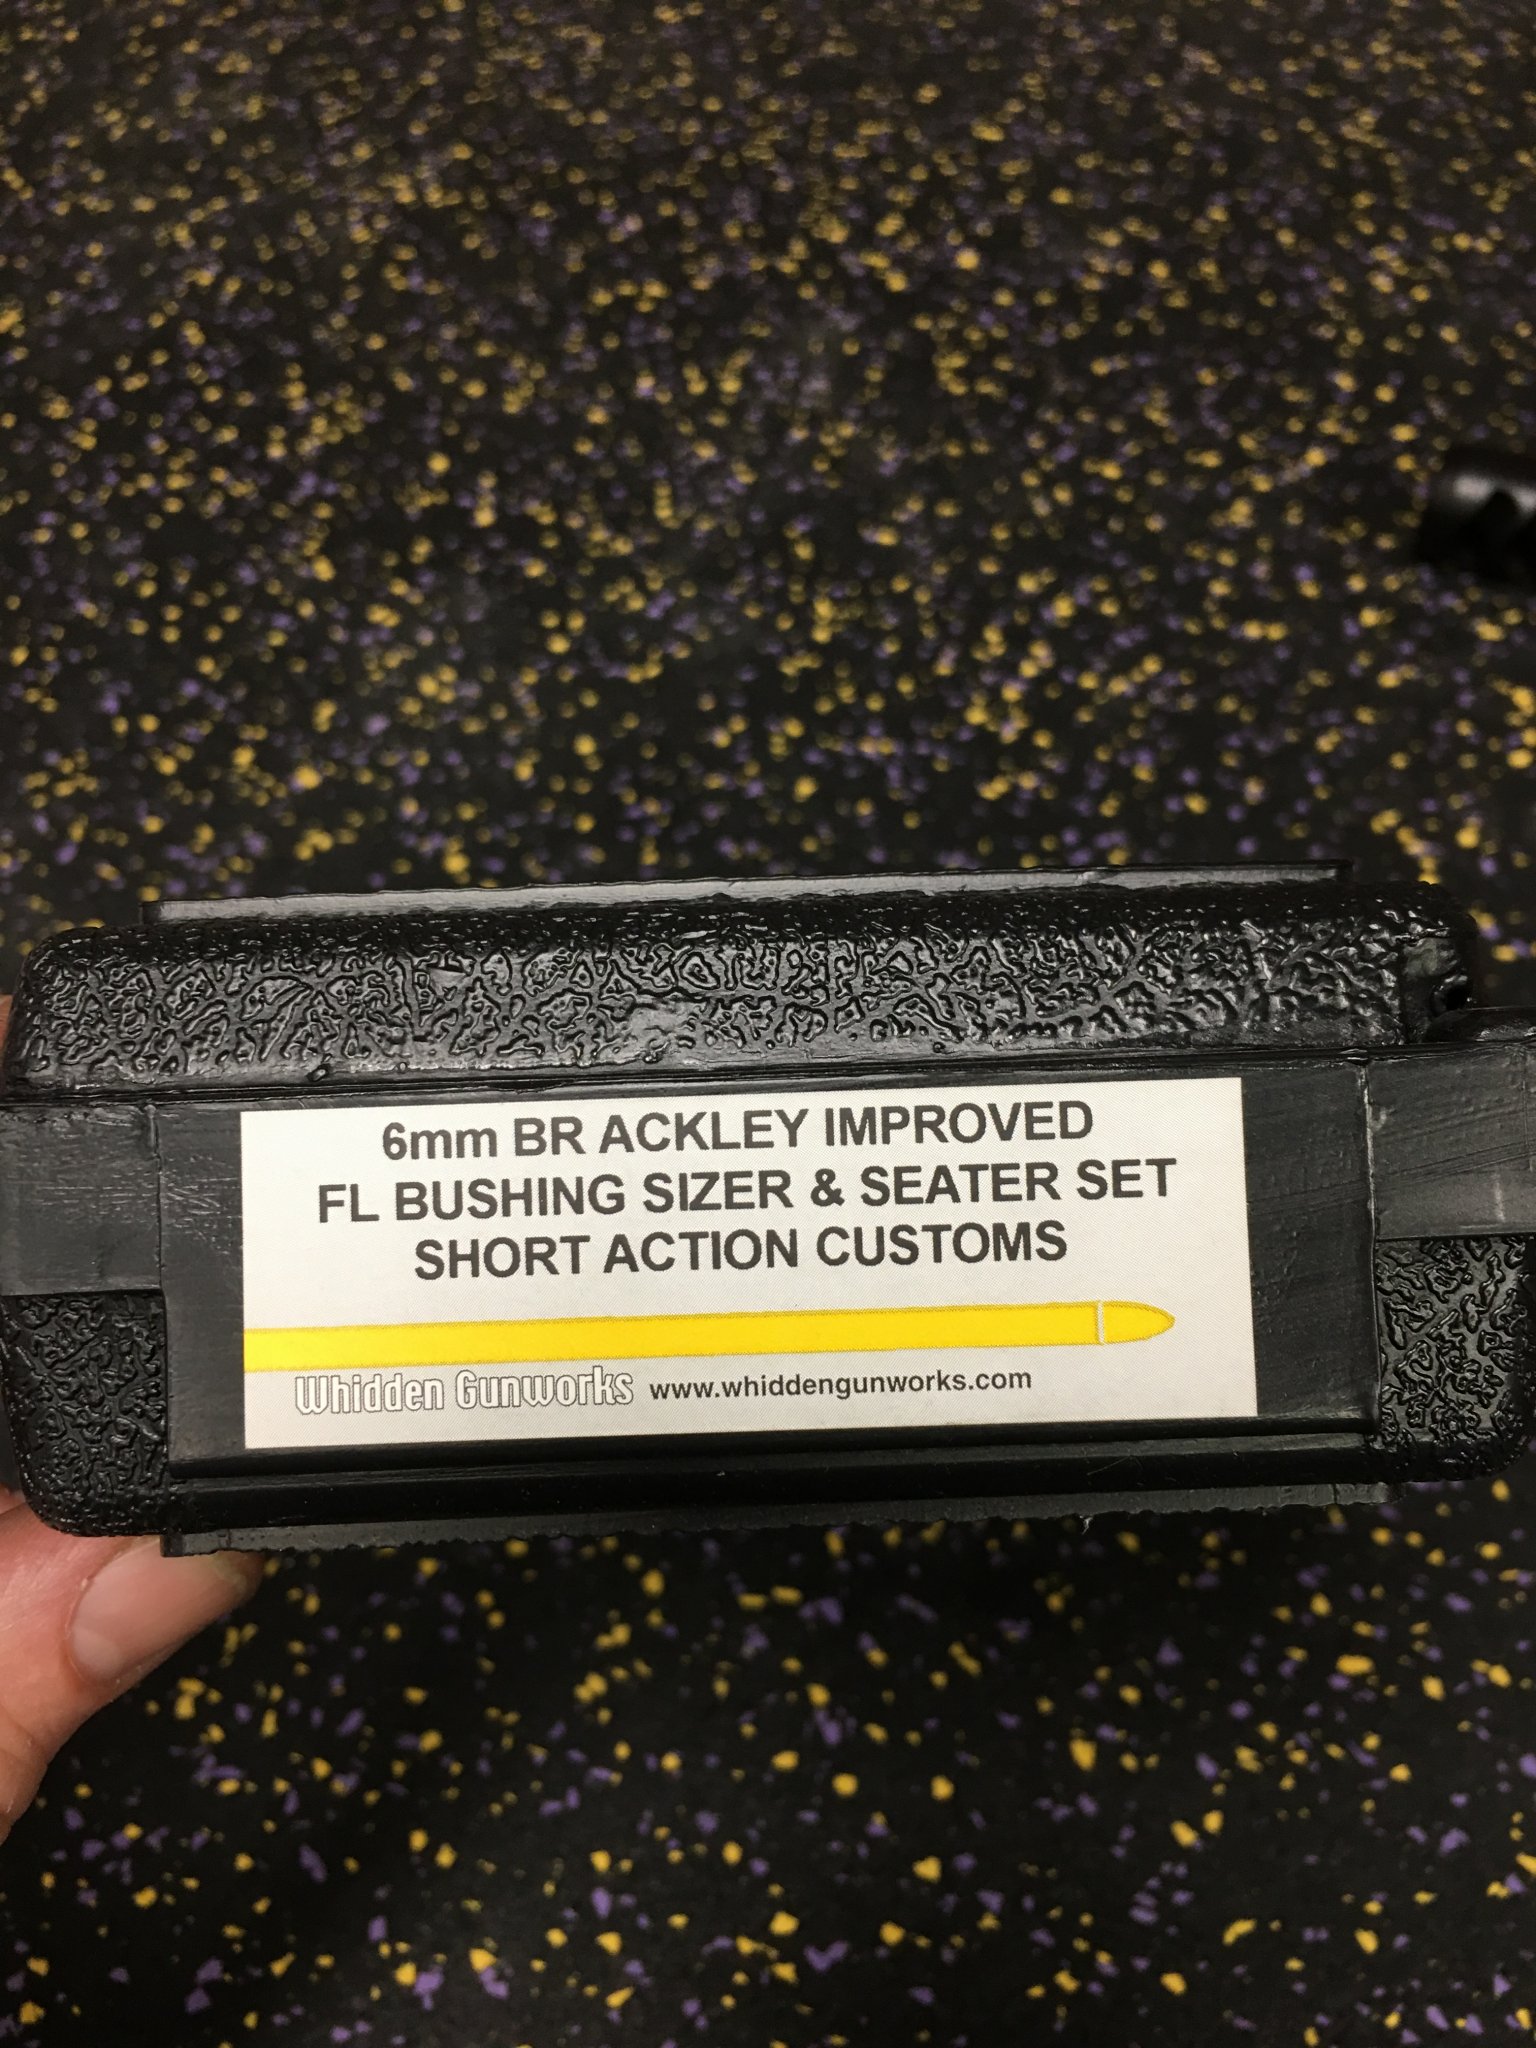 6mm BR ACKLEY IMPROVED
FL BUSHING SIZER & SEATER SET
SHORT ACTION CUSTOMS
Whidden Gunworks www.whiddengunworks.com